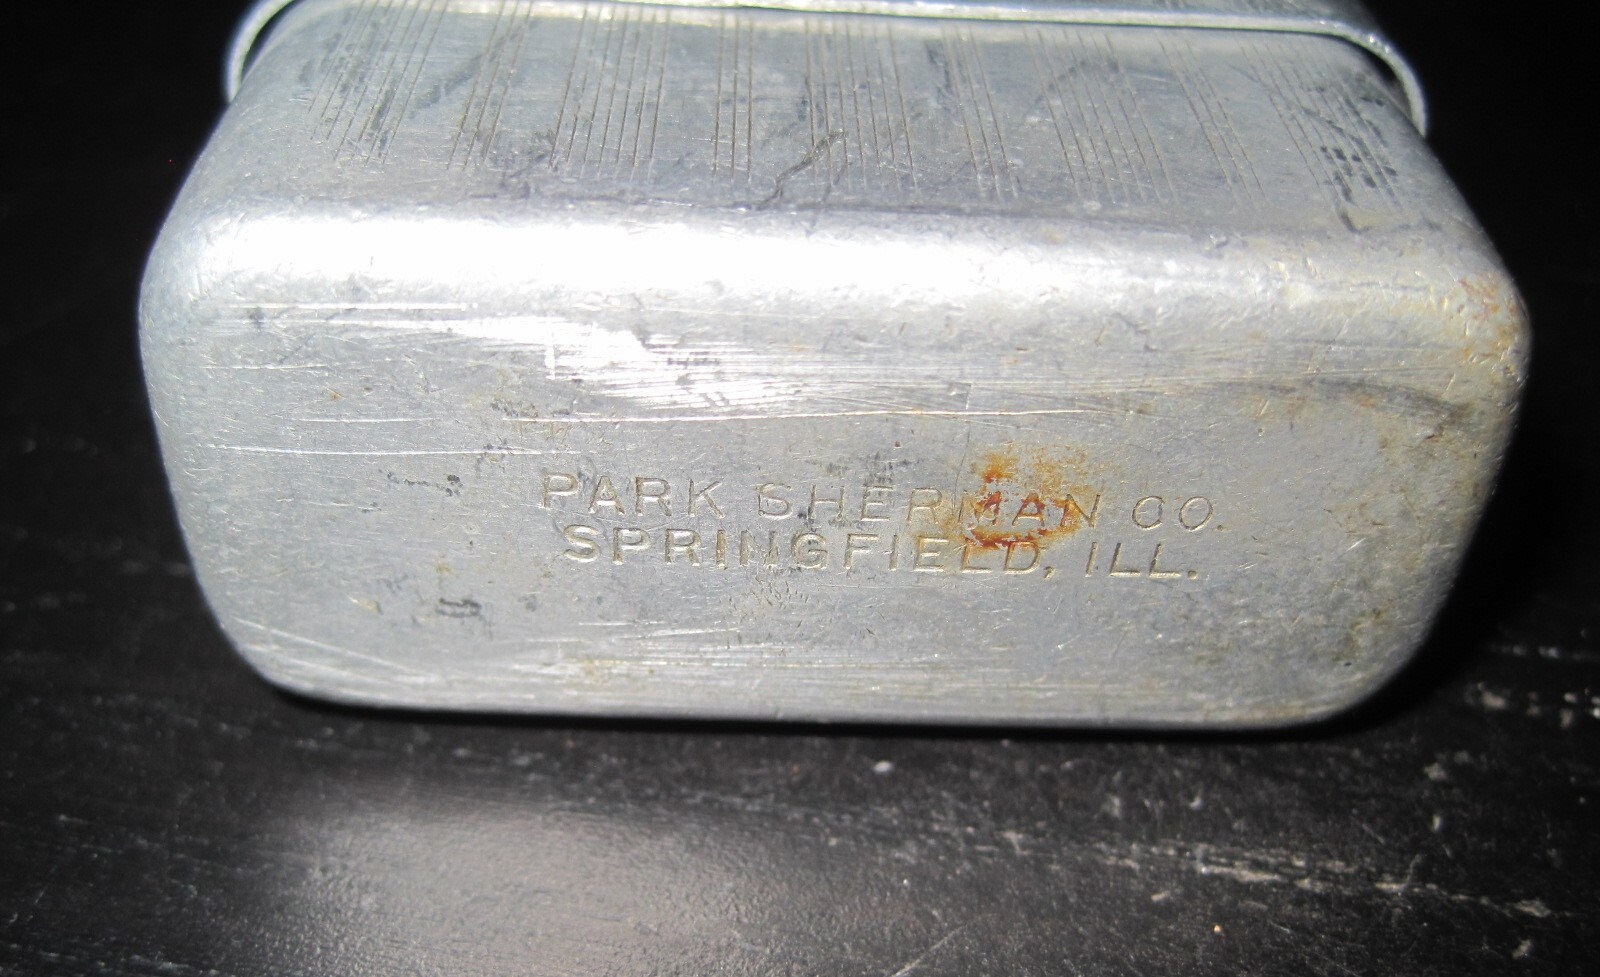 PARK SHERMAN CO.
SPRINGFIELD, ILL.